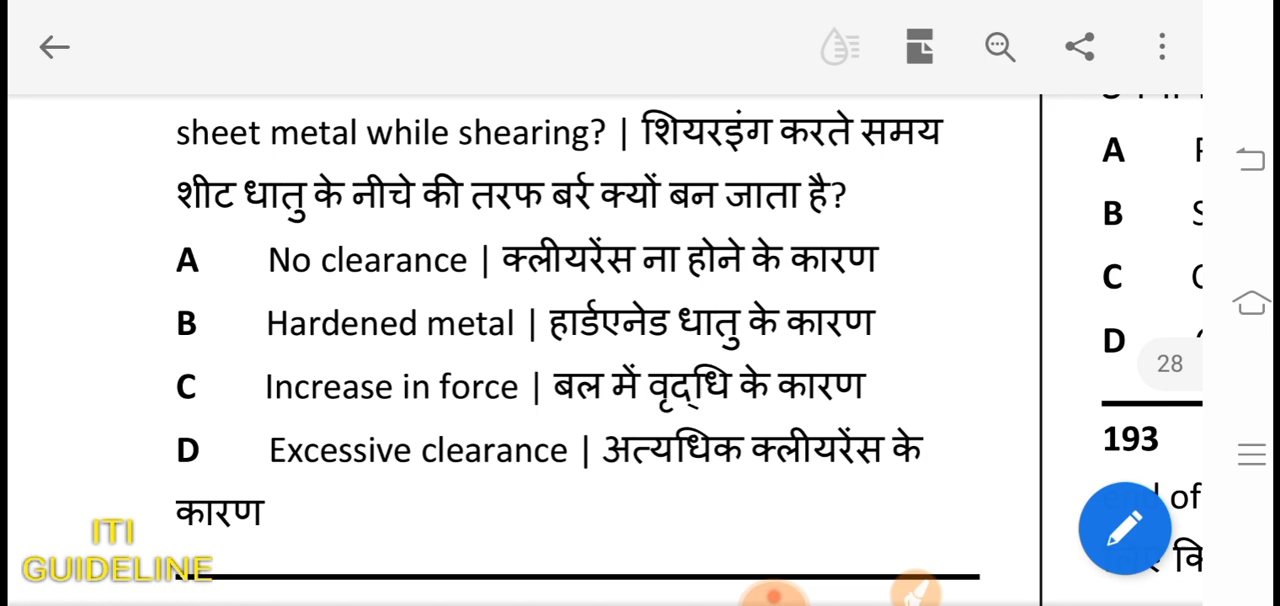 sheet metal while shearing? | शियरइंग करते समय
शीट धातु के नीचे की तरफ बर्र क्यों बन जाता है?
A No clearance | क्लीयरेंस ना होने के कारण
B Hardened metal | हार्डएनेड धातु के कारण
C Increase in force | बल में वृद्धि के कारण
D Excessive clearance | अत्यधिक क्लीयरेंस के
कारण
ITI
GUIDELINE
A
B
C
D
28
193
end of